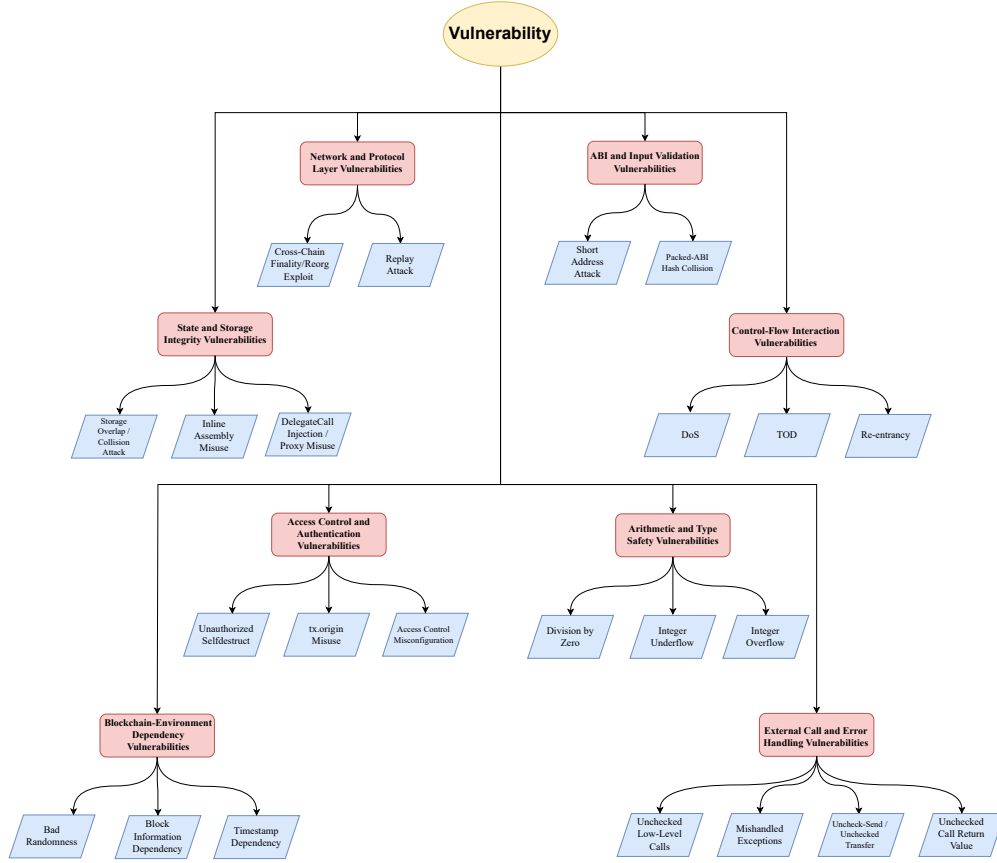 Vulnerability
Network and Protocol
Layer Vulnerabilities
ABI and Input Validation
Vulnerabilities
Cross-Chain
Finality/Reorg
Exploit
Replay
Attack
Short
Address
Attack
Packed-ABI
Hash Collision
State and Storage
Integrity Vulnerabilities
Control-Flow Interaction
Vulnerabilities
Storage
Overlap /
Collision
Attack
Inline
Assembly
Misuse
DelegateCall
Injection /
Proxy Misuse
DoS
TOD
Re-entrancy
Access Control and
Authentication
Vulnerabilities
Arithmetic and Type
Safety Vulnerabilities
Unauthorized
Selfdestruct
tx.origin
Misuse
Access Control
Misconfiguration
Division by
Zero
Integer
Underflow
Integer
Overflow
Blockchain-Environment
Dependency
Vulnerabilities
External Call and Error
Handling Vulnerabilities
Bad
Randomness
Block
Information
Dependency
Timestamp
Dependency
Unchecked
Low-Level
Calls
Mishandled
Exceptions
Uncheck-Send /
Unchecked
Transfer
Unchecked
Call Return
Value